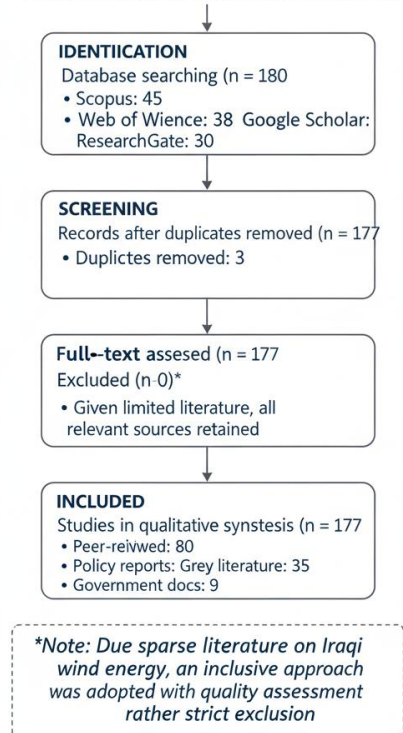 IDENTIICATION
Database searching (n = 180
• Scopus: 45
• Web of Wience: 38 Google Scholar:
ResearchGate: 30
SCREENING
Records after duplicates removed (n = 177
• Duplictes removed: 3
Full--text assesed (n = 177
Excluded (n-0)*
• Given limited literature, all
relevant sources retained
INCLUDED
Studies in qualitative synstesis (n = 177
• Peer-reivwed: 80
• Policy reports: Grey literature: 35
• Government docs: 9
*Note: Due sparse literature on Iraqi
wind energy, an inclusive approach
was adopted with quality assessment
rather strict exclusion